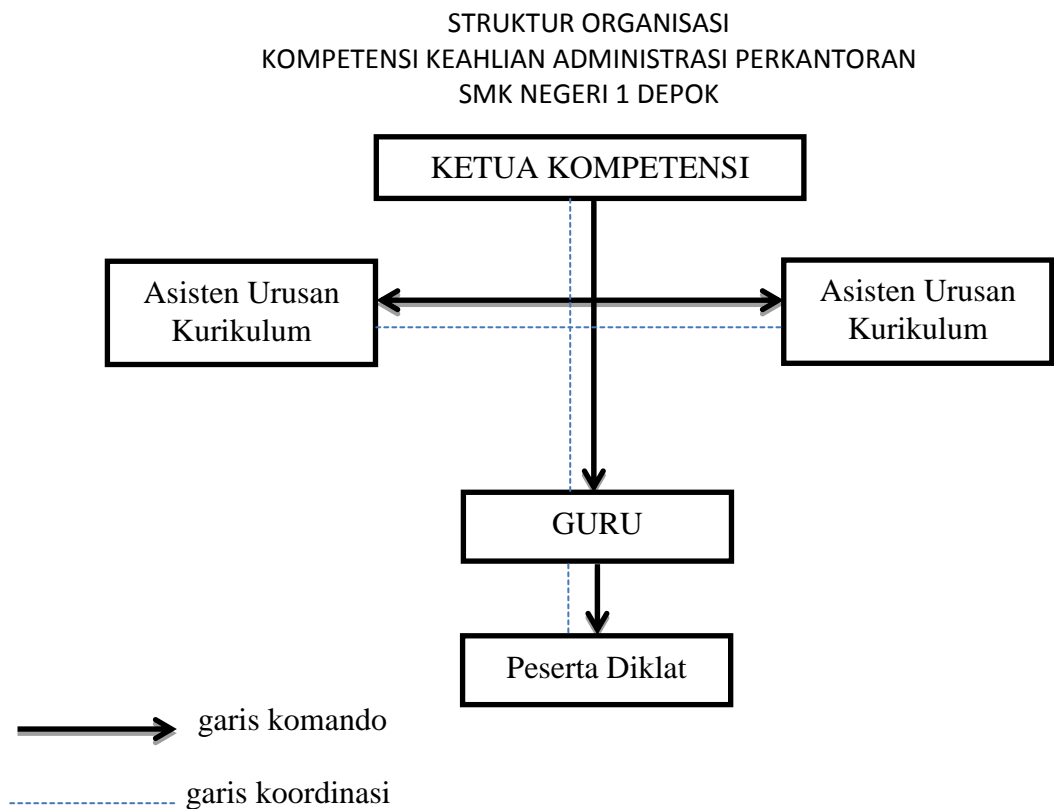 STRUKTUR ORGANISASI
KOMPETENSI KEAHLIAN ADMINISTRASI PERKANTORAN
SMK NEGERI 1 DEPOK
KETUA KOMPETENSI
Asisten Urusan
Kurikulum
Asisten Urusan
Kurikulum
GURU
Peserta Diklat
garis komando
garis koordinasi